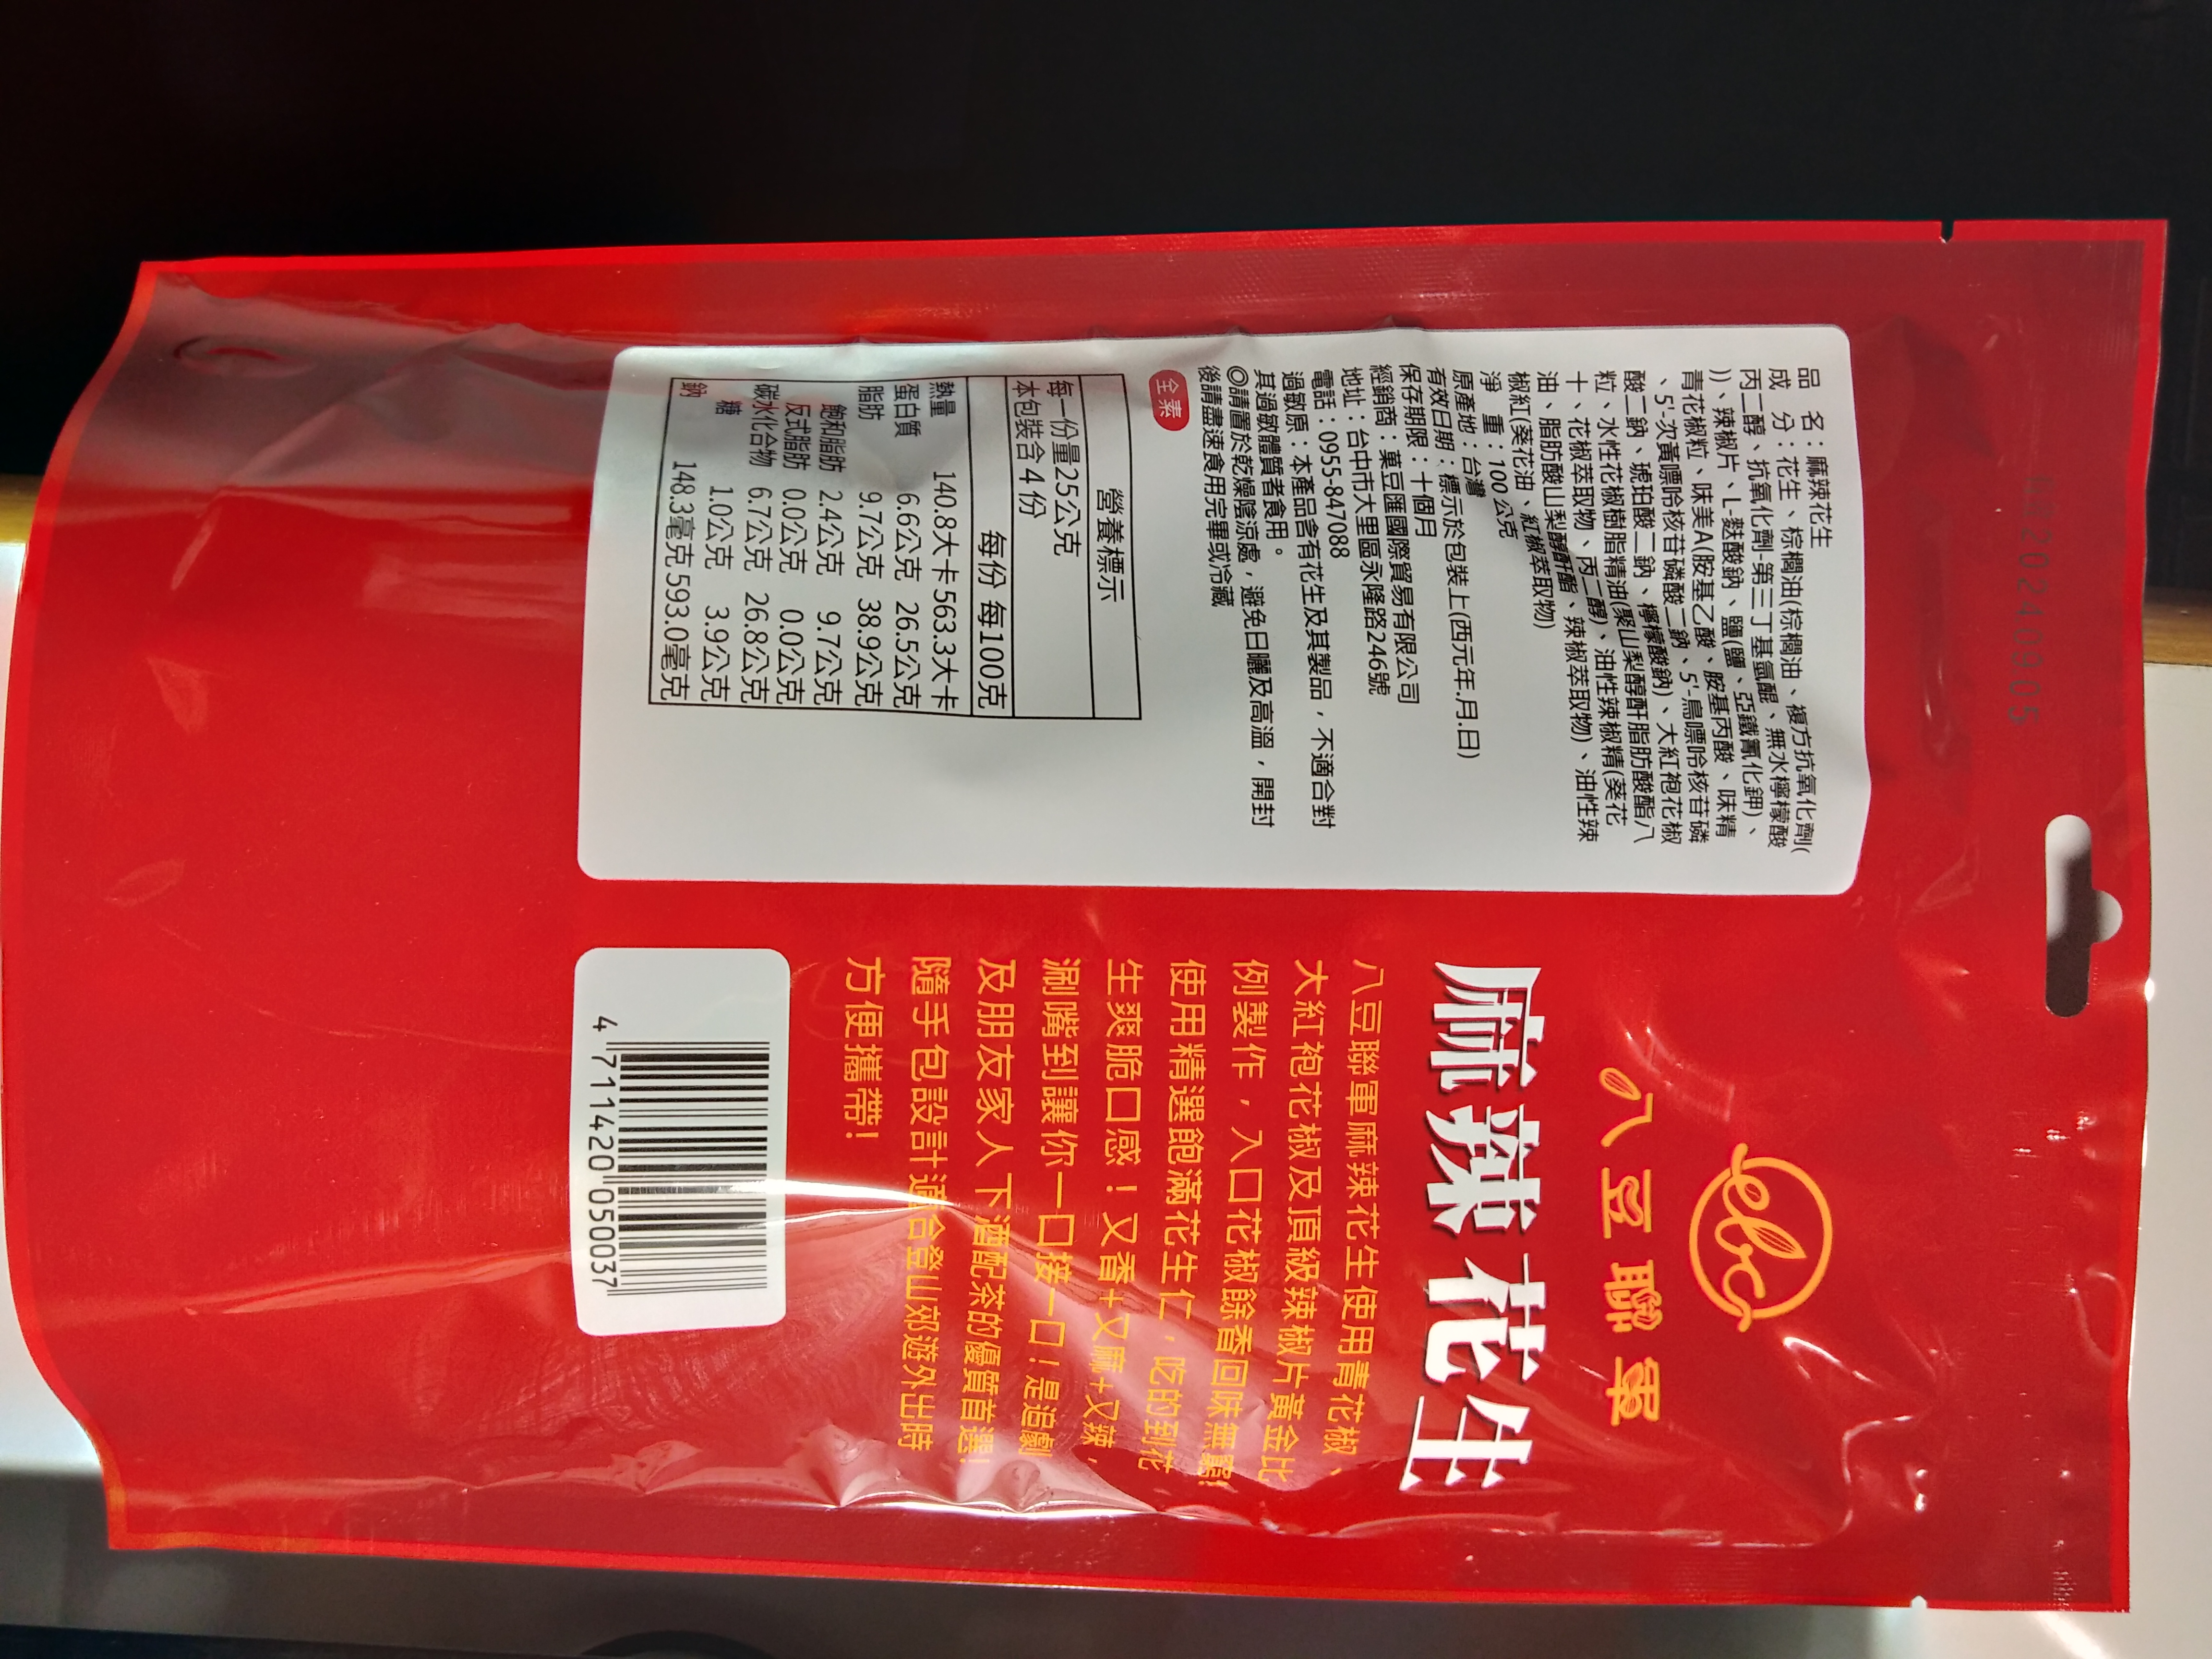 品　名：麻辣花生
成　分：花生、棕櫚油(棕櫚油、複方抗氧化劑(
丙二醇、抗氧化劑-第三丁基氫醌、無水檸檬酸
))、辣椒片、L-麩酸鈉、鹽(鹽、亞鐵氰化鉀)、
青花椒粒、味美A(胺基乙酸、胺基丙酸、味精
、5'-次黃嘌呤核苷磷酸二鈉、5'-鳥嘌呤核苷磷
酸二鈉、琥珀酸二鈉、檸檬酸鈉)、大紅袍花椒
粒、水性花椒樹脂精油(聚山梨醇酐脂肪酸酯八
十、花椒萃取物、丙二醇)、油性辣椒精(葵花
油、脂肪酸山梨醇酐酯、辣椒萃取物)、油性辣
椒紅(葵花油、紅椒萃取物)
淨　重：100公克
原產地：台灣
有效日期：標示於包裝上(西元年.月.日)
保存期限：十個月
經銷商：菓豆匯國際貿易有限公司
地址：台中市大里區永隆路246號
電話：0955-847088
過敏原：本產品含有花生及其製品，不適合對
其過敏體質者食用。
◎請置於乾燥陰涼處，避免日曬及高溫，開封
後請盡速食用完畢或冷藏
全素
營養標示
每一份量25公克
本包裝含4份
每份 每100克
熱量 140.8大卡 563.3大卡
蛋白質 6.6公克 26.5公克
脂肪 9.7公克 38.9公克
飽和脂肪 2.4公克 9.7公克
反式脂肪 0.0公克 0.0公克
碳水化合物 6.7公克 26.8公克
糖 1.0公克 3.9公克
鈉 148.3毫克 593.0毫克
ebc
八豆聯軍
麻辣花生
八豆聯軍麻辣花生使用青花椒、
大紅袍花椒及頂級辣椒片黃金比
例製作，入口花椒餘香回味無窮!
使用精選飽滿花生仁，吃的到花
生爽脆口感！又香+又麻+又辣，
涮嘴到讓你一口接一口！是追劇
及朋友家人下酒配茶的優質首選!
隨手包設計適合登山郊遊外出時
方便攜帶!
4 711420 050037